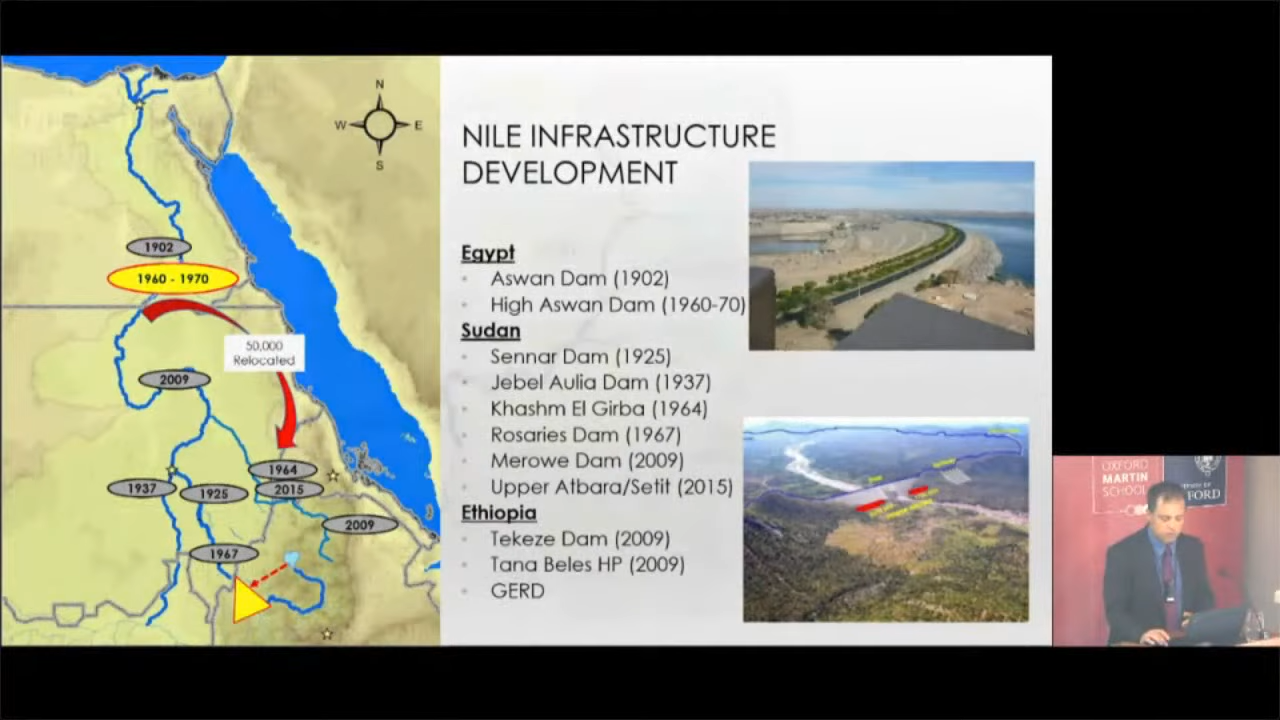 N
W
E
S
1902
1960 - 1970
50,000
Relocated
2009
1964
2015
1937
1925
2009
1967
NILE INFRASTRUCTURE
DEVELOPMENT
Egypt
Aswan Dam (1902)
High Aswan Dam (1960-70)
Sudan
Sennar Dam (1925)
Jebel Aulia Dam (1937)
Khashm El Girba (1964)
Rosaries Dam (1967)
Merowe Dam (2009)
Upper Atbara/Setit (2015)
Ethiopia
Tekeze Dam (2009)
Tana Beles HP (2009)
GERD
OXFORD
MARTIN
SCHOOL